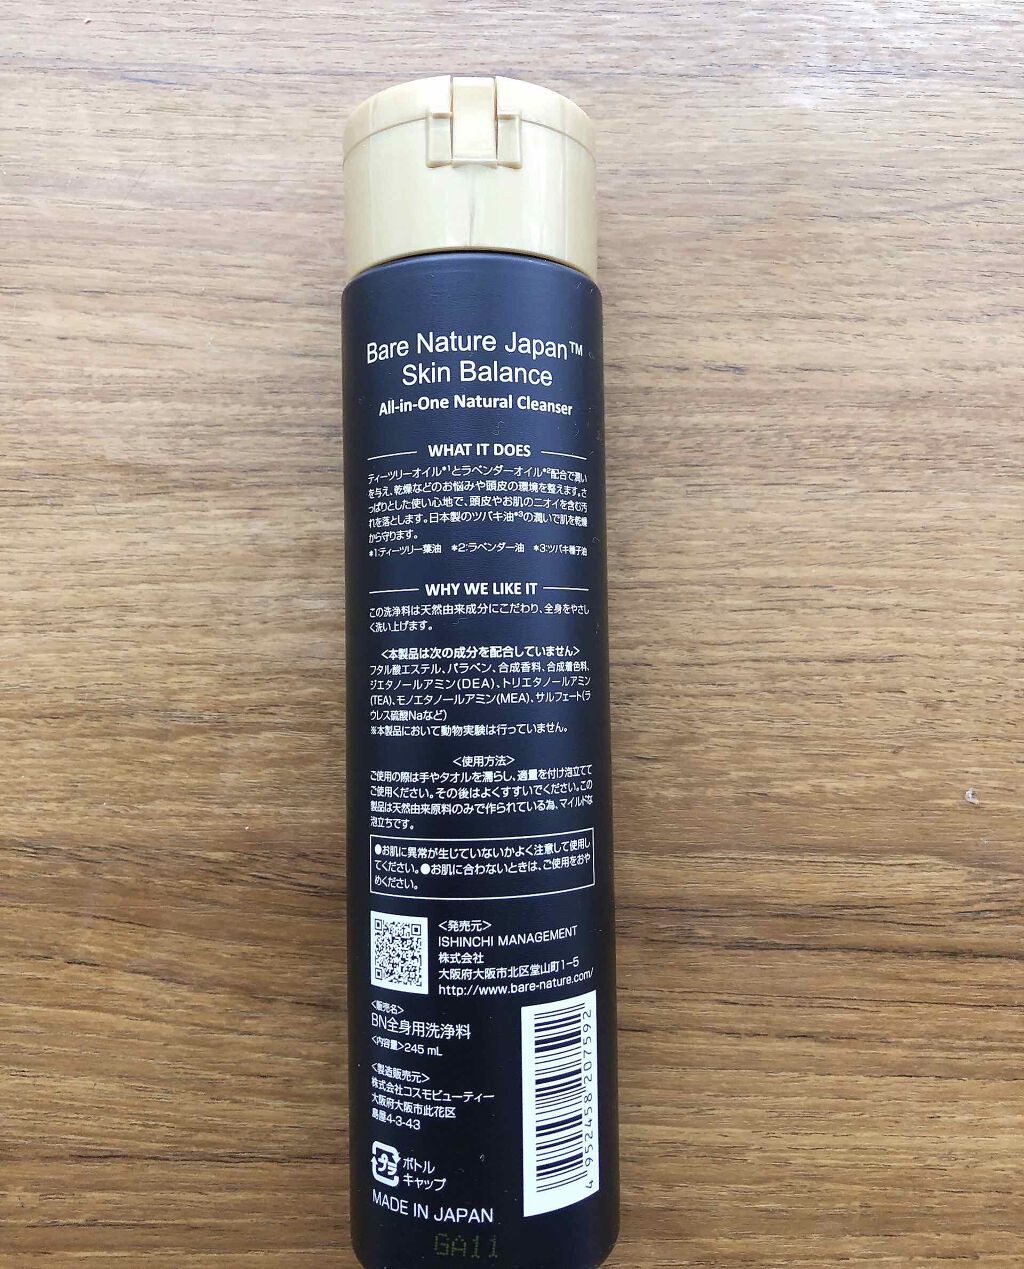 Bare Nature Japan™
Skin Balance
All-in-One Natural Cleanser
WHAT IT DOES
ティーツリーオイル*1とラベンダーオイル*2配合で潤い
を与え、乾燥などのお悩みや頭皮の環境を整えます。さ
っぱりとした使い心地で、頭皮やお肌のニオイを含む汚
れを落とします。日本製のツバキ油*3の潤いで肌を乾燥
から守ります。
*1:ティーツリー葉油 *2:ラベンダー油 *3:ツバキ種子油
WHY WE LIKE IT
この洗浄料は天然由来成分にこだわり、全身をやさし
く洗い上げます。
<本製品は次の成分を配合していません>
フタル酸エステル、パラベン、合成香料、合成着色料、
ジエタノールアミン(DEA)、トリエタノールアミン
(TEA)、モノエタノールアミン(MEA)、サルフェート(ラ
ウレス硫酸Naなど)
※本製品において動物実験は行っていません。
<使用方法>
ご使用の際は手やタオルを濡らし、適量を付け泡立てて
ご使用ください。その後はよくすすいでください。この
製品は天然由来原料のみで作られている為、マイルドな
泡立ちです。
●お肌に異常が生じていないかよく注意して使用し
てください。●お肌に合わないときは、ご使用をおや
めください。
<発売元>
ISHINCHI MANAGEMENT
株式会社
大阪府大阪市北区堂山町1-5
http://www.bare-nature.com/
<販売名>
BN全身用洗浄料
<内容量>245 mL
<製造販売元>
株式会社コスモビューティー
大阪府大阪市此花区
島屋4-3-43
プラ
ボトル
キャップ
MADE IN JAPAN
4952458207592
GA11